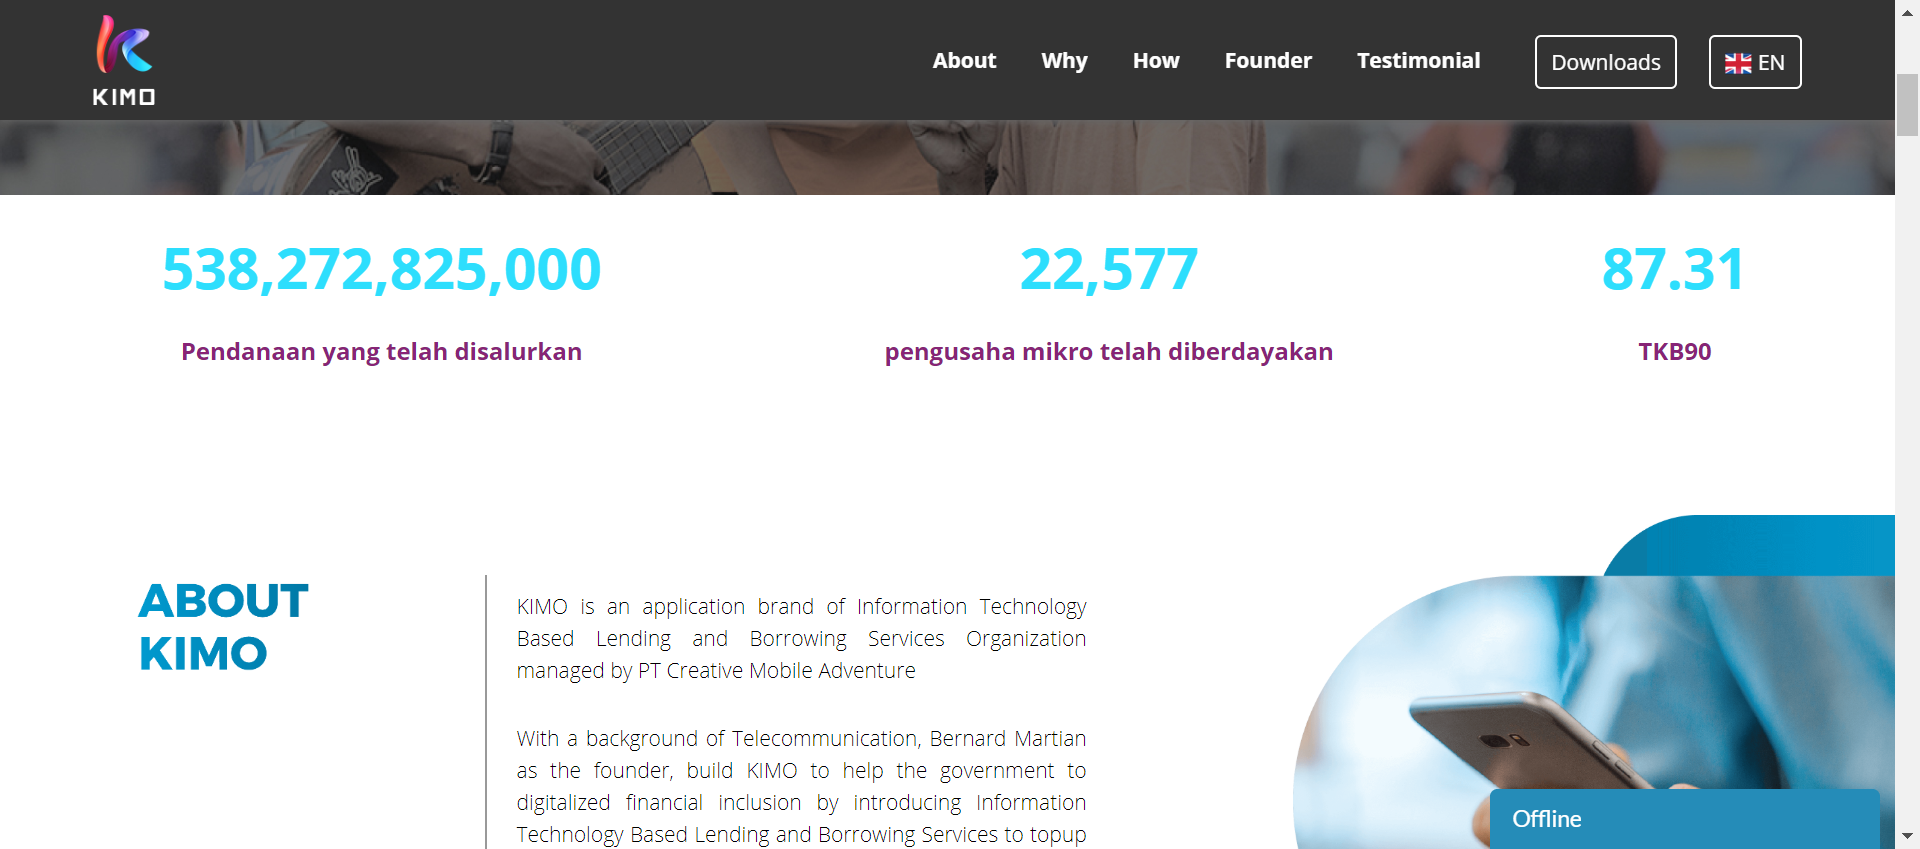 KIMO
About Why How Founder Testimonial Downloads EN
538,272,825,000 22,577 87.31
Pendanaan yang telah disalurkan pengusaha mikro telah diberdayakan TKB90
ABOUT
KIMO
KIMO is an application brand of Information Technology
Based Lending and Borrowing Services Organization
managed by PT Creative Mobile Adventure
With a background of Telecommunication, Bernard Martian
as the founder, build KIMO to help the government to
digitalized financial inclusion by introducing Information
Technology Based Lending and Borrowing Services to topup
Offline